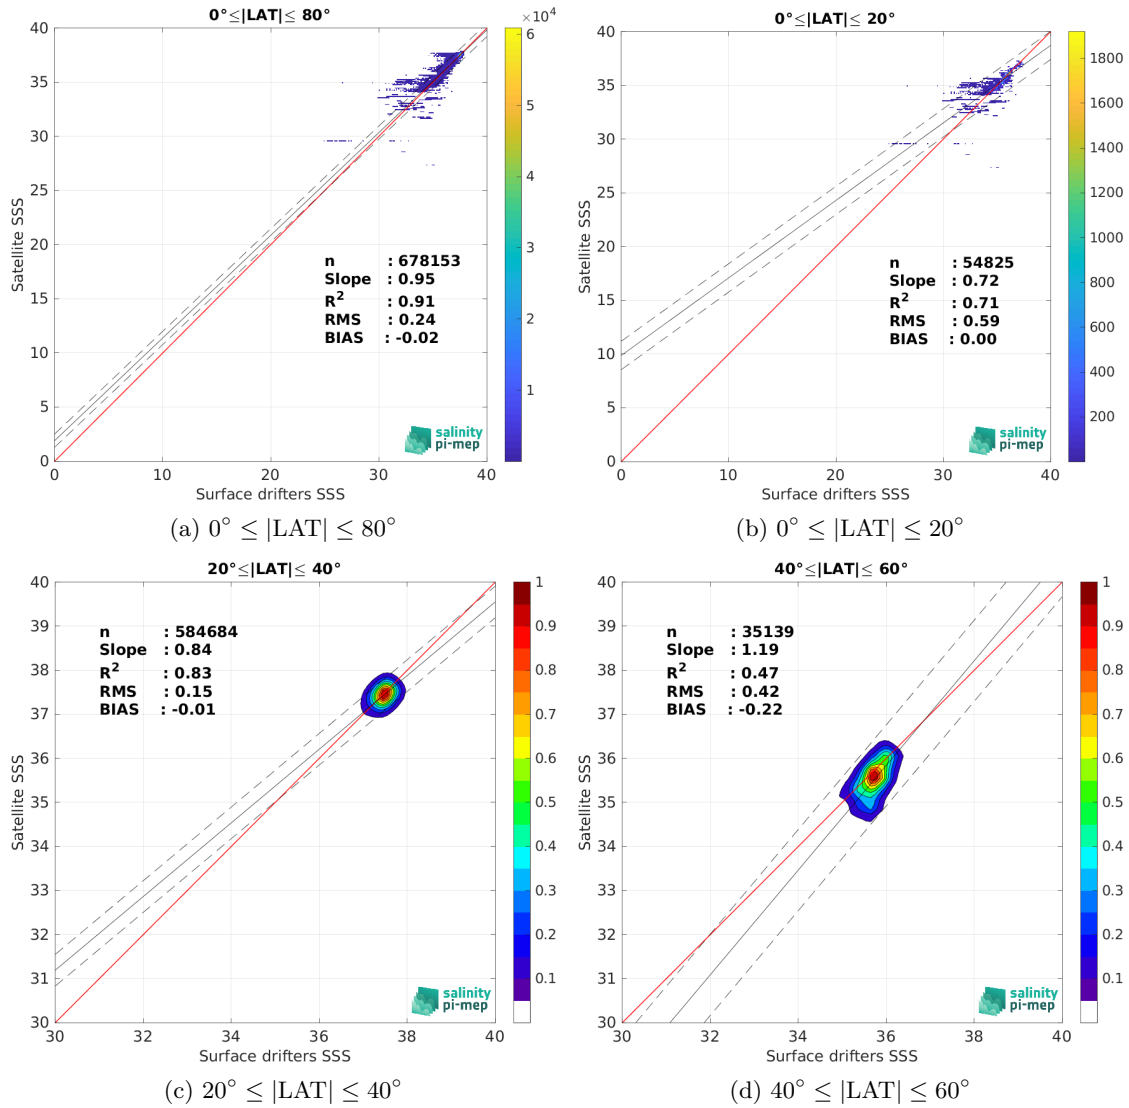 0°≤|LAT|≤ 80°
×10⁴
40
35
30
25
20
15
10
5
0
0
10
20
30
40
Satellite SSS
Surface drifters SSS
n : 678153
Slope : 0.95
R² : 0.91
RMS : 0.24
BIAS : -0.02
salinity
pi-mep
6
5
4
3
2
1
(a) 0° ≤ |LAT| ≤ 80°
0°≤|LAT|≤ 20°
40
35
30
25
20
15
10
5
0
0
10
20
30
40
Satellite SSS
Surface drifters SSS
n : 54825
Slope : 0.72
R² : 0.71
RMS : 0.59
BIAS : 0.00
salinity
pi-mep
1800
1600
1400
1200
1000
800
600
400
200
(b) 0° ≤ |LAT| ≤ 20°
20°≤|LAT|≤ 40°
40
39
38
37
36
35
34
33
32
31
30
30
32
34
36
38
40
Satellite SSS
Surface drifters SSS
n : 584684
Slope : 0.84
R² : 0.83
RMS : 0.15
BIAS : -0.01
salinity
pi-mep
1
0.9
0.8
0.7
0.6
0.5
0.4
0.3
0.2
0.1
(c) 20° ≤ |LAT| ≤ 40°
40°≤|LAT|≤ 60°
40
39
38
37
36
35
34
33
32
31
30
30
32
34
36
38
40
Satellite SSS
Surface drifters SSS
n : 35139
Slope : 1.19
R² : 0.47
RMS : 0.42
BIAS : -0.22
salinity
pi-mep
1
0.9
0.8
0.7
0.6
0.5
0.4
0.3
0.2
0.1
(d) 40° ≤ |LAT| ≤ 60°